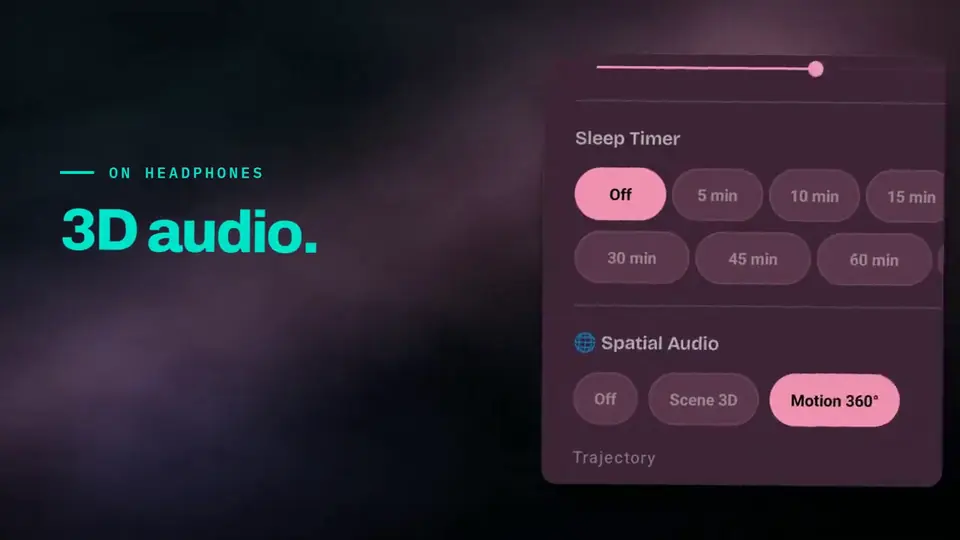 ON HEADPHONES
3D audio.
Sleep Timer
Off 5 min 10 min 15 min
30 min 45 min 60 min
Spatial Audio
Off Scene 3D Motion 360°
Trajectory